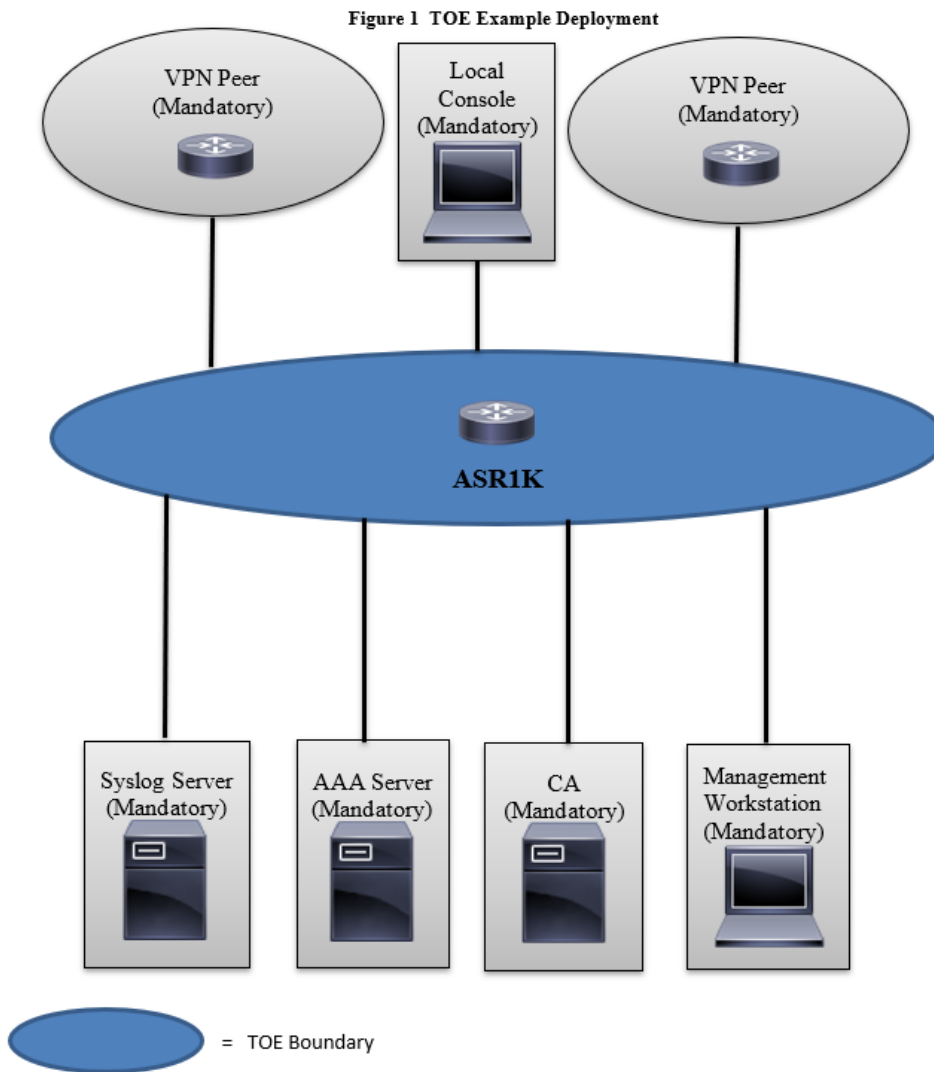 Figure 1 TOE Example Deployment
VPN Peer
(Mandatory)
Local
Console
(Mandatory)
VPN Peer
(Mandatory)
ASR1K
Syslog Server
(Mandatory)
AAA Server
(Mandatory)
CA
(Mandatory)
Management
Workstation
(Mandatory)
= TOE Boundary